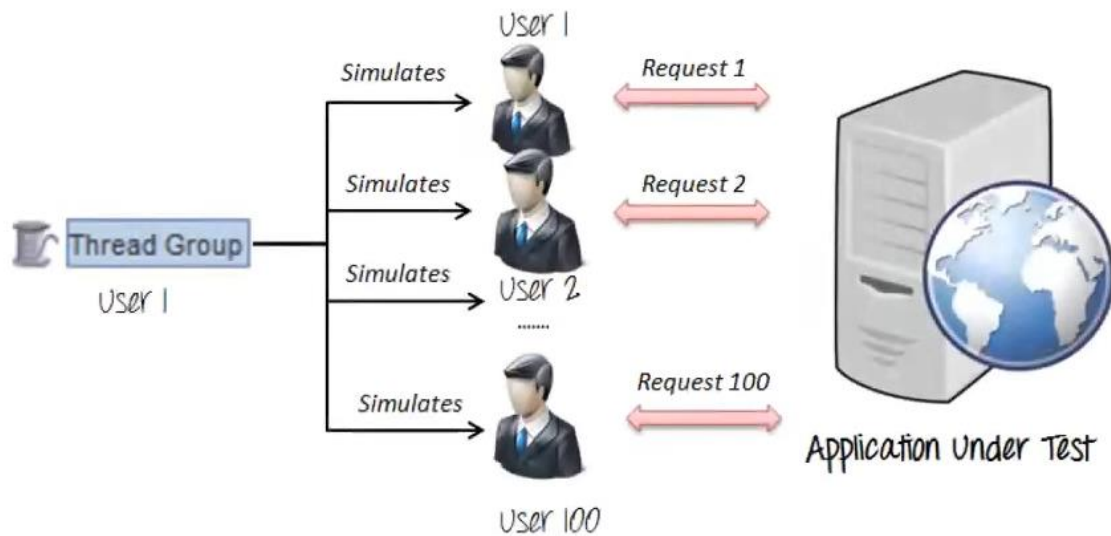 User 1
Simulates
Request 1
Simulates
Request 2
Thread Group
User 1
Simulates
User 2
.......
Simulates
Request 100
Application Under Test
User 100